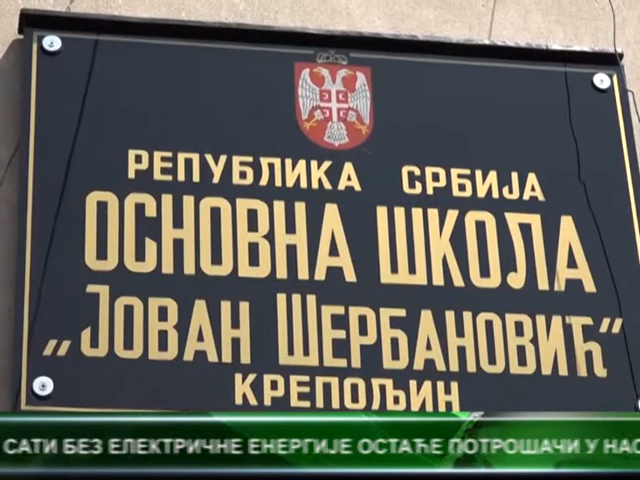 РЕПУБЛИКА СРБИЈА
ОСНОВНА ШКОЛА
„ЈОВАН ШЕРБАНОВИЋ“
КРЕПОЉИН
САТИ БЕЗ ЕЛЕКТРИЧНЕ ЕНЕРГИЈЕ ОСТАЋЕ ПОТРОШАЧИ У НАС